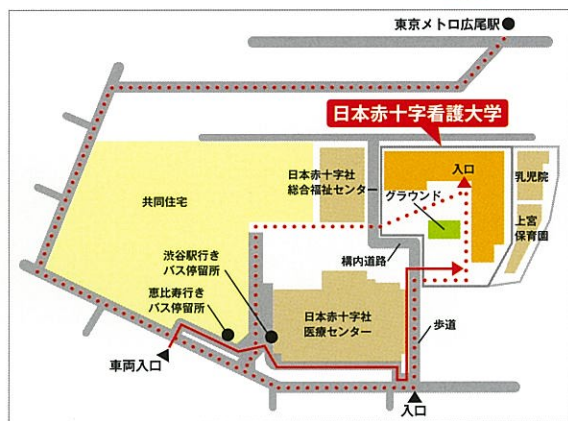 東京メトロ広尾駅
日本赤十字看護大学
入口
乳児院
日本赤十字社
総合福祉センター
グラウンド
共同住宅
上宮
保育園
構内道路
渋谷駅行き
バス停留所
恵比寿行き
バス停留所
日本赤十字社
医療センター
歩道
車両入口
入口